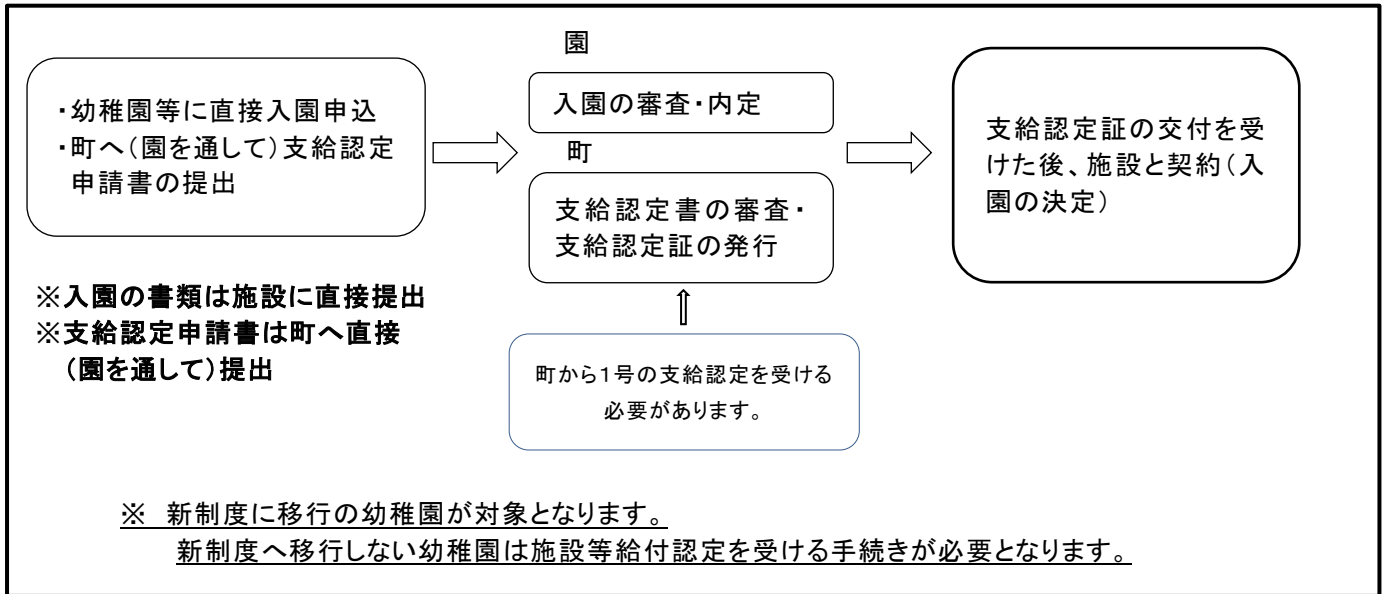 ・幼稚園等に直接入園申込
・町へ(園を通して)支給認定
申請書の提出
園
入園の審査・内定
町
支給認定書の審査・
支給認定証の発行
支給認定証の交付を受
けた後、施設と契約(入
園の決定)
※入園の書類は施設に直接提出
※支給認定申請書は町へ直接
(園を通して)提出
町から1号の支給認定を受ける
必要があります。
※ 新制度に移行の幼稚園が対象となります。
新制度へ移行しない幼稚園は施設等給付認定を受ける手続きが必要となります。